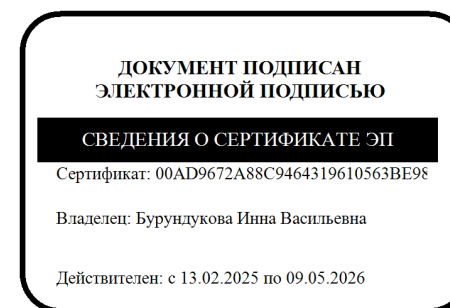 ДОКУМЕНТ ПОДПИСАН
ЭЛЕКТРОННОЙ ПОДПИСЬЮ
СВЕДЕНИЯ О СЕРТИФИКАТЕ ЭП
Сертификат: 00AD9672A88C9464319610563BE98
Владелец: Бурундукова Инна Васильевна
Действителен: с 13.02.2025 по 09.05.2026